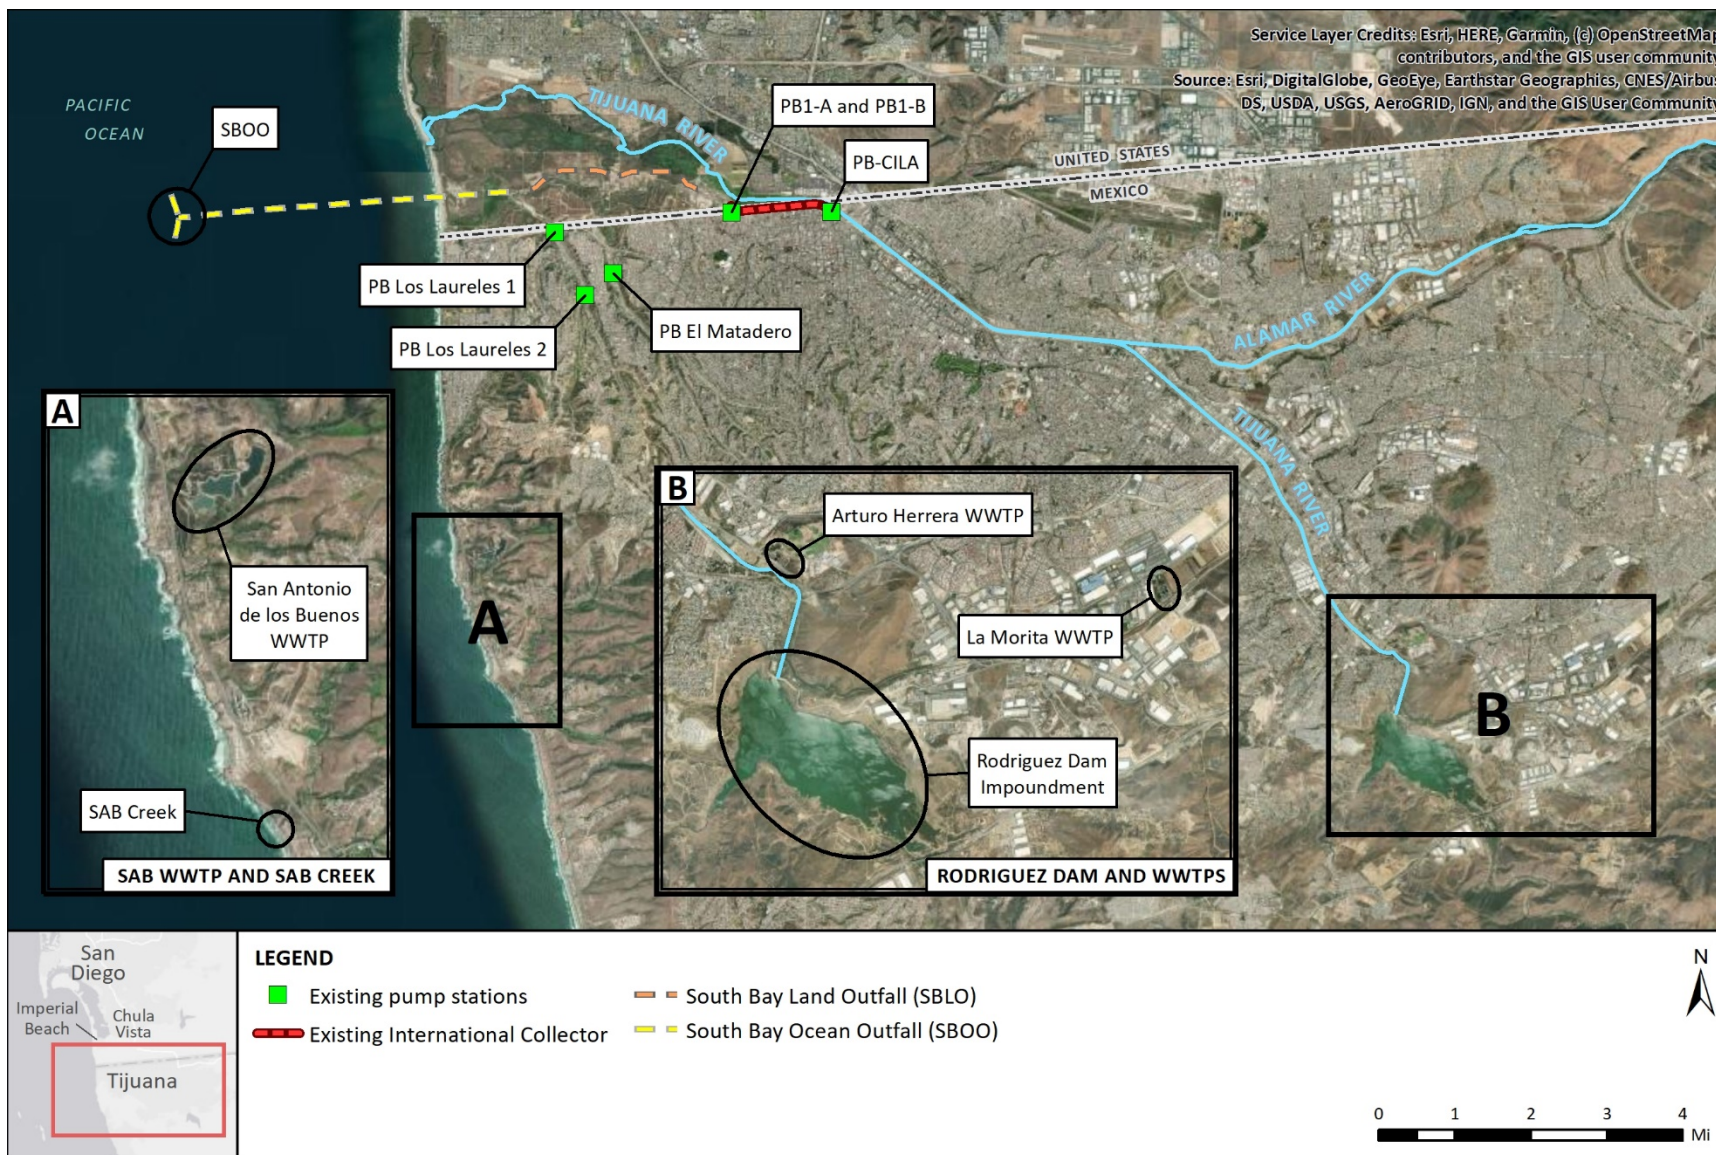 Service Layer Credits: Esri, HERE, Garmin, (c) OpenStreetMap
contributors, and the GIS user community
Source: Esri, DigitalGlobe, GeoEye, Earthstar Geographics, CNES/Airbus
DS, USDA, USGS, AeroGRID, IGN, and the GIS User Community
PACIFIC
OCEAN
SBOO
TIJUANA RIVER
PB1-A and PB1-B
PB-CILA
UNITED STATES
MEXICO
PB Los Laureles 1
PB Los Laureles 2
PB El Matadero
ALAMAR RIVER
TIJUANA RIVER
A
San Antonio
de los Buenos
WWTP
SAB Creek
SAB WWTP AND SAB CREEK
A
B
Arturo Herrera WWTP
La Morita WWTP
Rodriguez Dam
Impoundment
RODRIGUEZ DAM AND WWTPS
B
San
Diego
Imperial
Beach
Chula
Vista
Tijuana
LEGEND
Existing pump stations
Existing International Collector
South Bay Land Outfall (SBLO)
South Bay Ocean Outfall (SBOO)
N
0 1 2 3 4
Mi